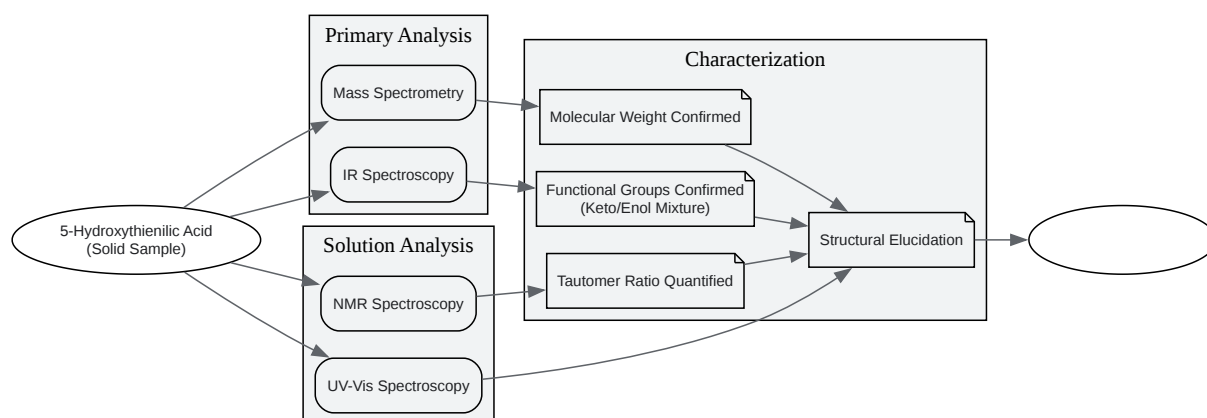 Primary Analysis
Mass Spectrometry
IR Spectroscopy
5-Hydroxythienilic Acid
(Solid Sample)
Solution Analysis
NMR Spectroscopy
UV-Vis Spectroscopy
Characterization
Molecular Weight Confirmed
Functional Groups Confirmed
(Keto/Enol Mixture)
Tautomer Ratio Quantified
Structural Elucidation